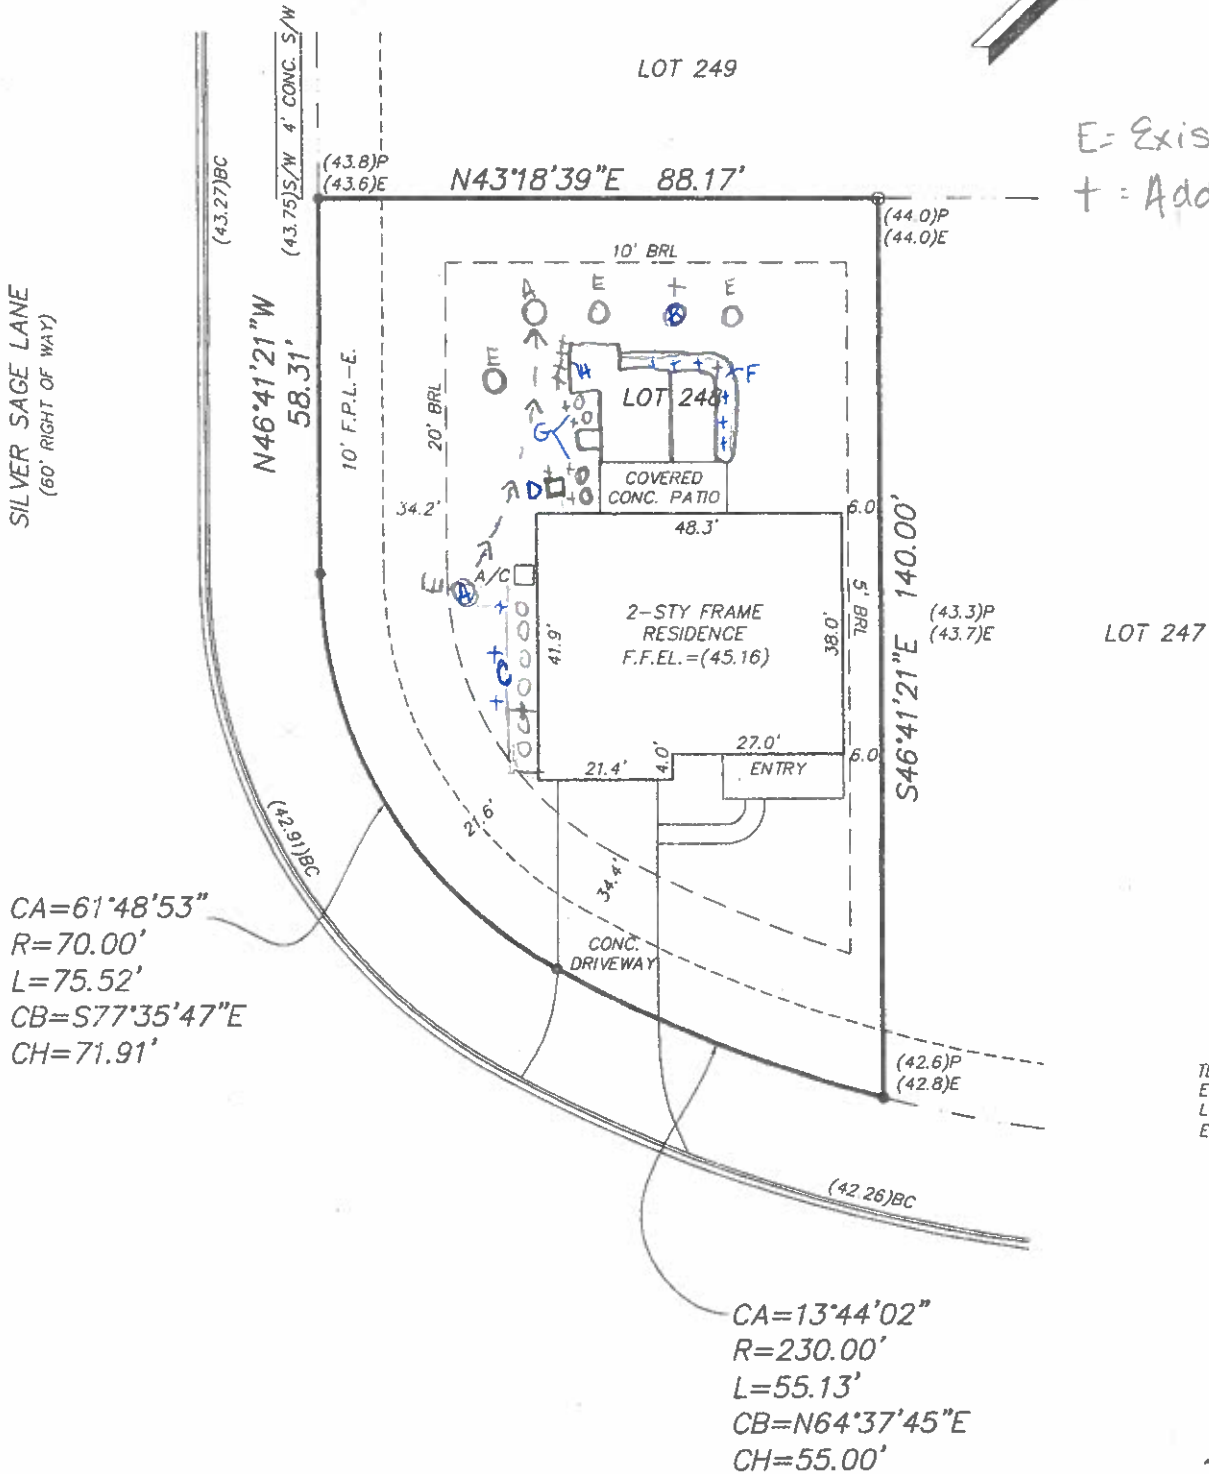 LOT 249
(43.27)BC
(43.75)S/W 4' CONC. S/W
(43.8)P
(43.6)E
N43°18'39"E 88.17'
(44.0)P
(44.0)E
E= Exis
+ = Add
SILVER SAGE LANE
(60' RIGHT OF WAY)
N46°41'21"W
58.31'
10' F.P.L.-E.
20' BRL
10' BRL
A
E
+
E
B
E
H
F
LOT 248
G
D
COVERED
CONC. PATIO
34.2'
48.3'
6.0'
E
A
A/C
41.9'
2-STY FRAME
RESIDENCE
F.F.EL.=(45.16)
38.0'
5' BRL
S46°41'21"E 140.00'
(43.3)P
(43.7)E
LOT 247
C
21.4'
4.0'
27.0'
ENTRY
6.0
21.6'
34.4'
(42.91)BC
CONC.
DRIVEWAY
CA=61°48'53"
R=70.00'
L=75.52'
CB=S77°35'47"E
CH=71.91'
(42.6)P
(42.8)E
(42.26)BC
CA=13°44'02"
R=230.00'
L=55.13'
CB=N64°37'45"E
CH=55.00'